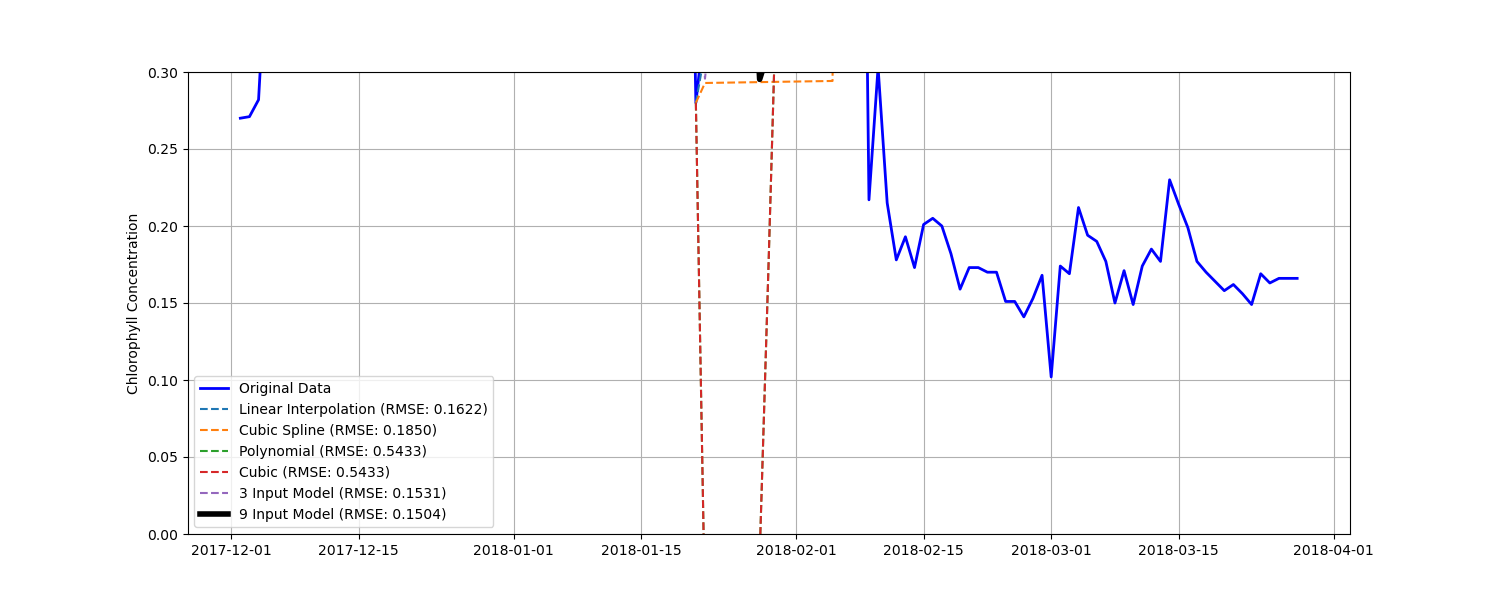 0.30
0.25
0.20
0.15
0.10
0.05
0.00
Chlorophyll Concentration
Original Data
Linear Interpolation (RMSE: 0.1622)
Cubic Spline (RMSE: 0.1850)
Polynomial (RMSE: 0.5433)
Cubic (RMSE: 0.5433)
3 Input Model (RMSE: 0.1531)
9 Input Model (RMSE: 0.1504)
2017-12-01 2017-12-15 2018-01-01 2018-01-15 2018-02-01 2018-02-15 2018-03-01 2018-03-15 2018-04-01